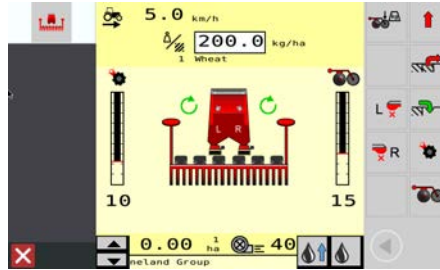 5.0 km/h
200.0 kg/ha
1 Wheat
L R
L
R
10
15
0.00 1 ha = 40
neland Group